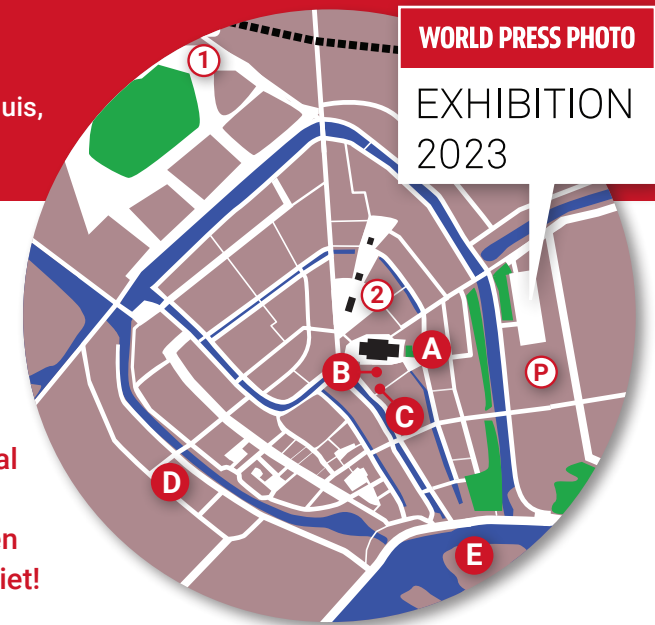 WORLD PRESS PHOTO
EXHIBITION
2023
uis,
1
2
A
B
C
P
D
E
al
en
iet!